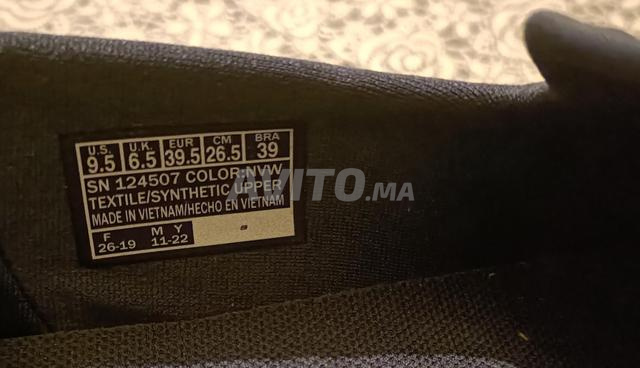 U.S. U.K. EUR CM BRA
9.5 6.5 39.5 26.5 39
SN 124507 COLOR:NVW
TEXTILE/SYNTHETIC UPPER
MADE IN VIETNAM/HECHO EN VIETNAM
F M Y
26-19 11-22
AVITO.MA